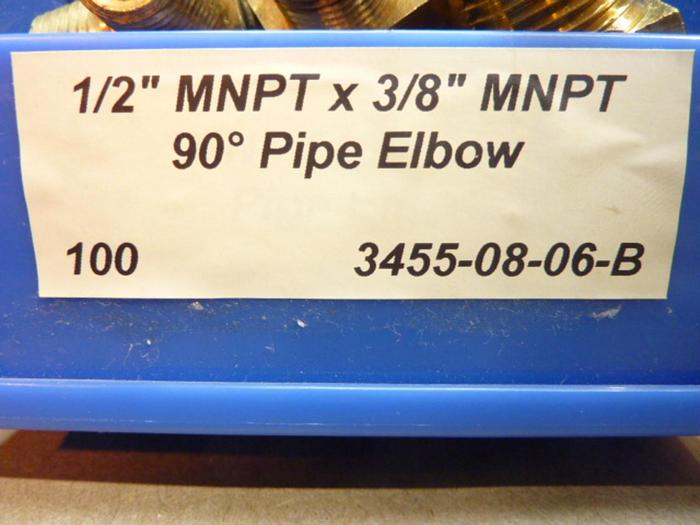 1/2" MNPT x 3/8" MNPT
90° Pipe Elbow
100 3455-08-06-B